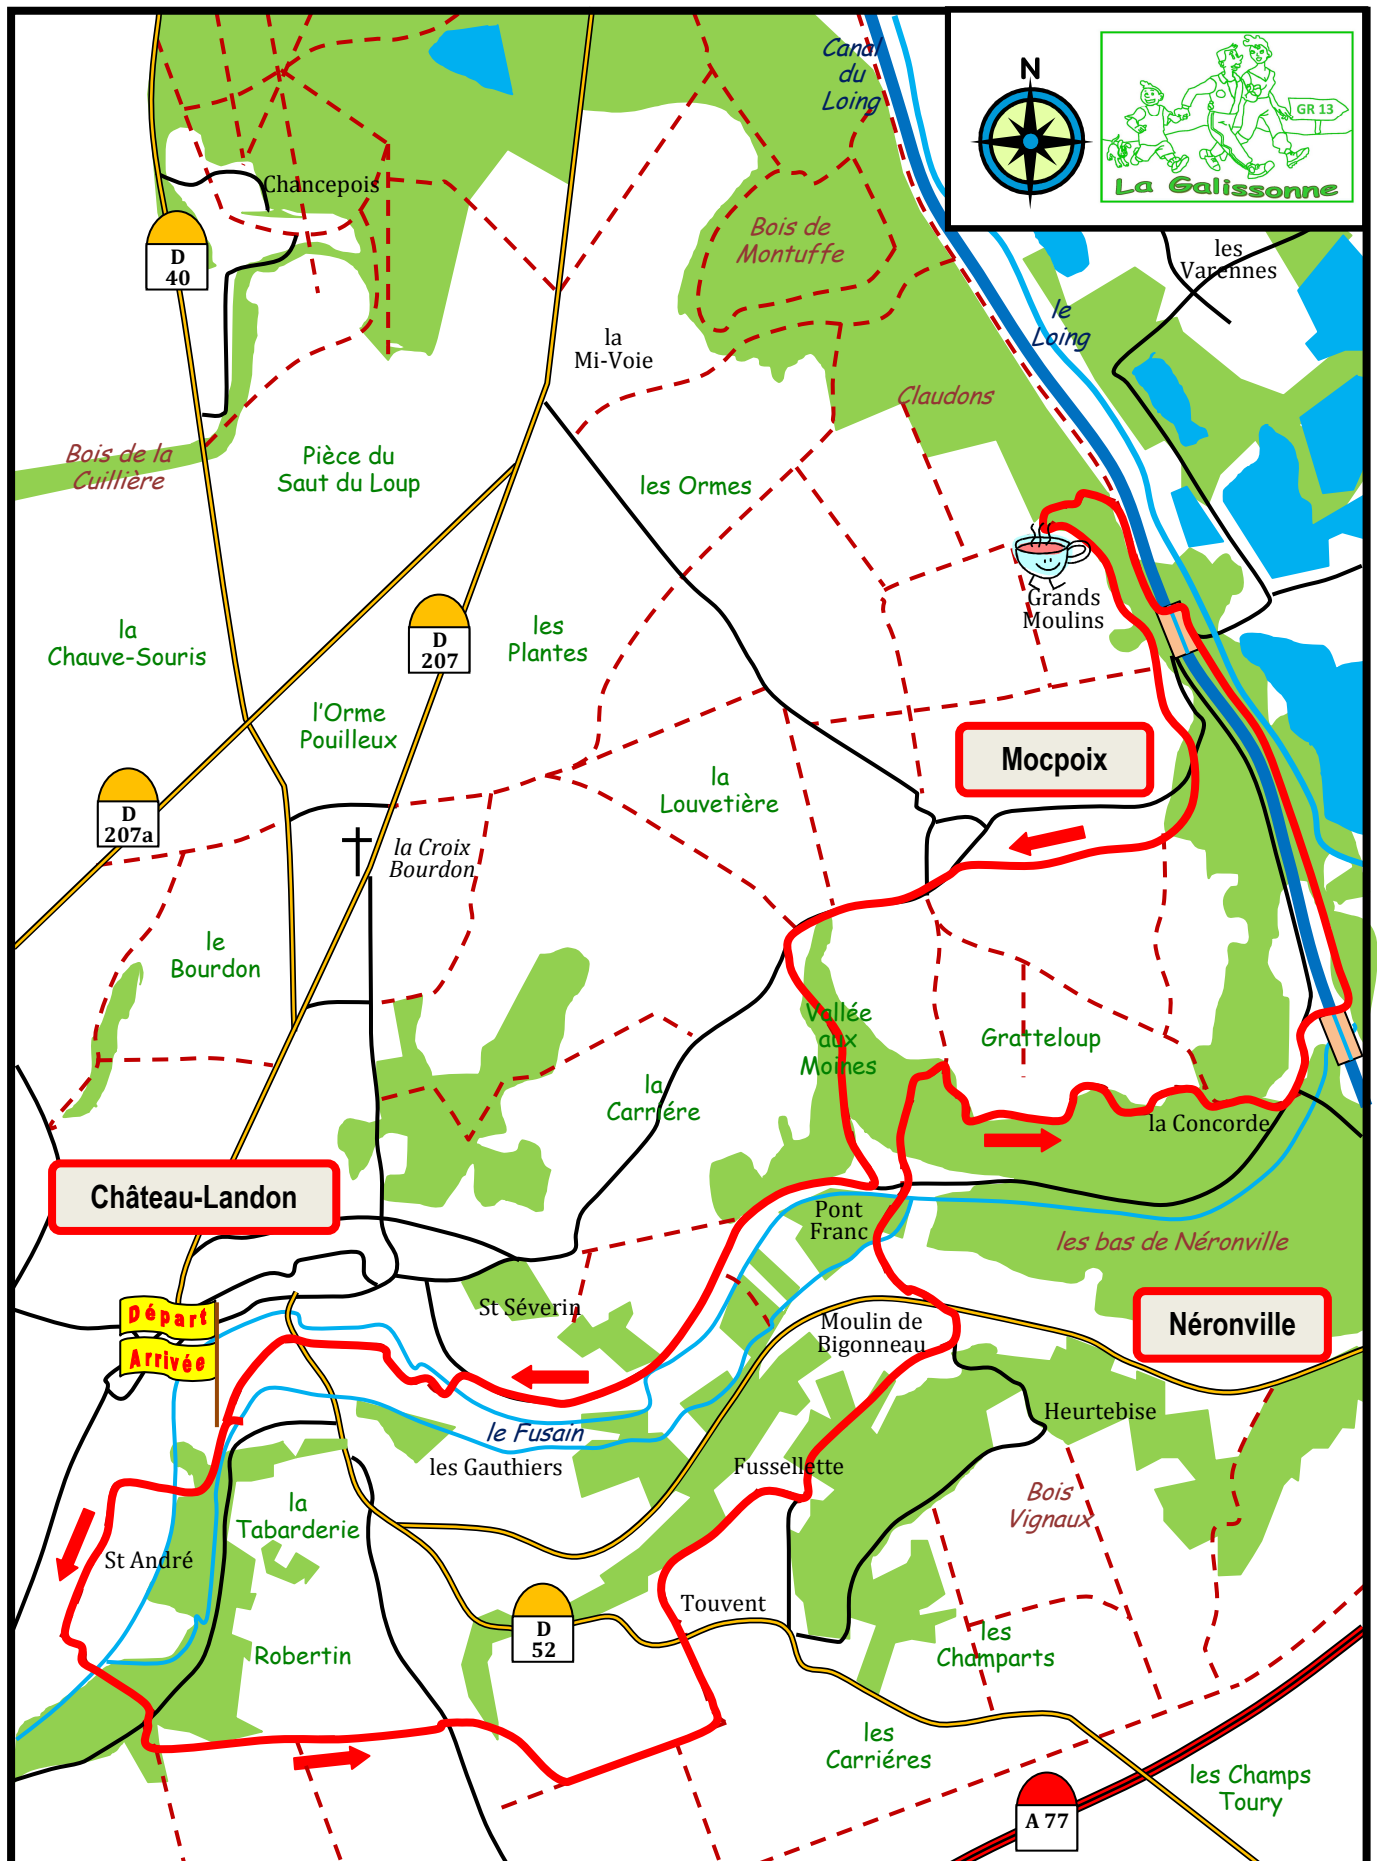 Canal
du
Loing
N
GR 13
La Galissonne
Chancepois
Bois de
Montuffe
les
Varennes
D
40
le
Loing
la
Mi-Voie
Claudons
Bois de la
Cuillière
Pièce du
Saut du Loup
les Ormes
Grands
Moulins
la
Chauve-Souris
D
207
les
Plantes
l'Orme
Pouilleux
Mocpoix
la
Louvetière
D
207a
la Croix
Bourdon
le
Bourdon
Vallée
aux
Moines
Gratteloup
la
Carriére
la Concorde
Château-Landon
Pont
Franc
les bas de Néronville
St Séverin
Départ
Arrivée
Moulin de
Bigonneau
Néronville
Heurtebise
le Fusain
les Gauthiers
Fussellette
la
Tabarderie
Bois
Vignaux
St André
Touvent
D
52
Robertin
les
Champarts
les
Carriéres
les Champs
Toury
A 77